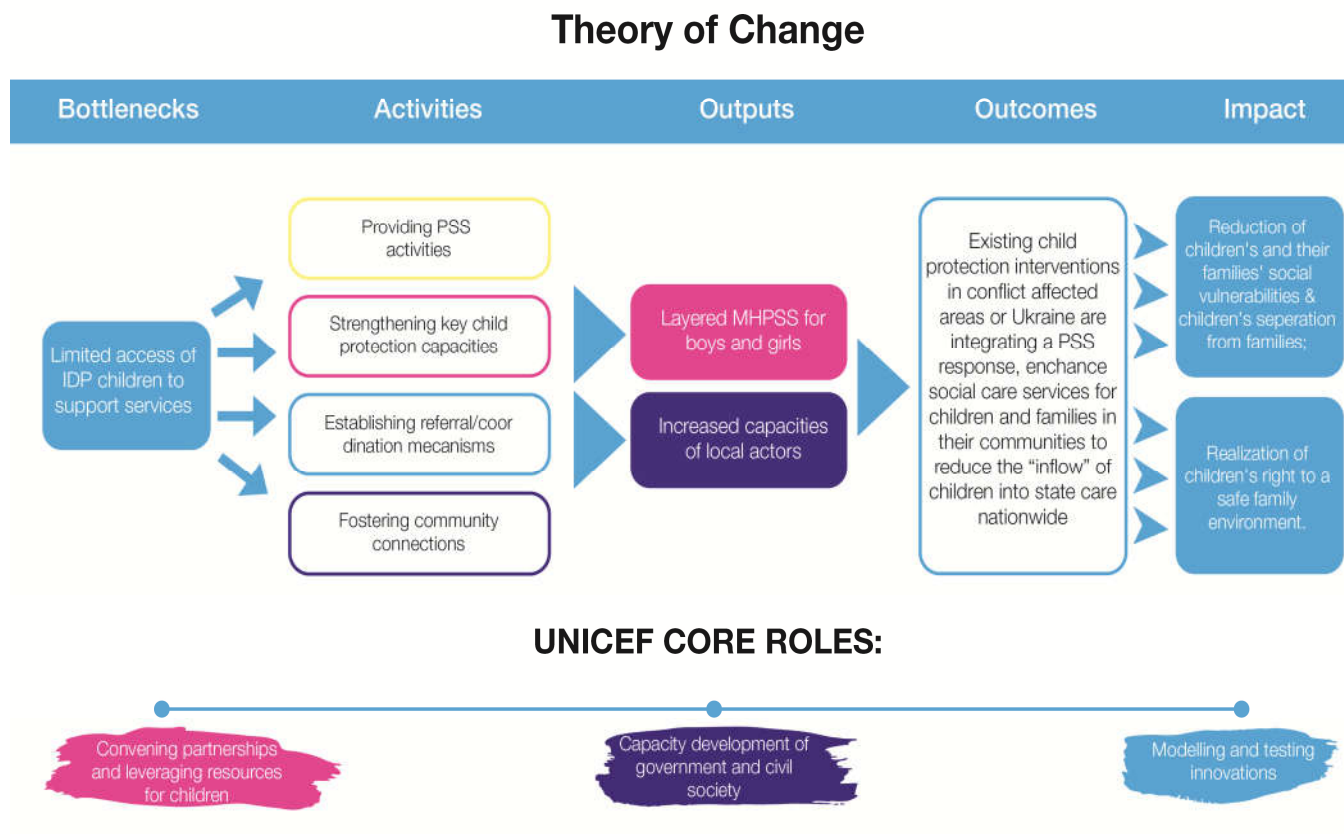 Theory of Change
Bottlenecks
Activities
Outputs
Outcomes
Impact
Limited access of
IDP children to
support services
Providing PSS
activities
Strengthening key child
protection capacities
Establishing referral/coor
dination mecanisms
Fostering community
connections
Layered MHPSS for
boys and girls
Increased capacities
of local actors
Existing child
protection interventions
in conflict affected
areas or Ukraine are
integrating a PSS
response, enchance
social care services for
children and families in
their communities to
reduce the “inflow” of
children into state care
nationwide
Reduction of
children's and their
families' social
vulnerabilities &
children's seperation
from families;
Realization of
children's right to a
safe family
environment.
UNICEF CORE ROLES:
Convening partnerships
and leveraging resources
for children
Capacity development of
government and civil
society
Modelling and testing
innovations